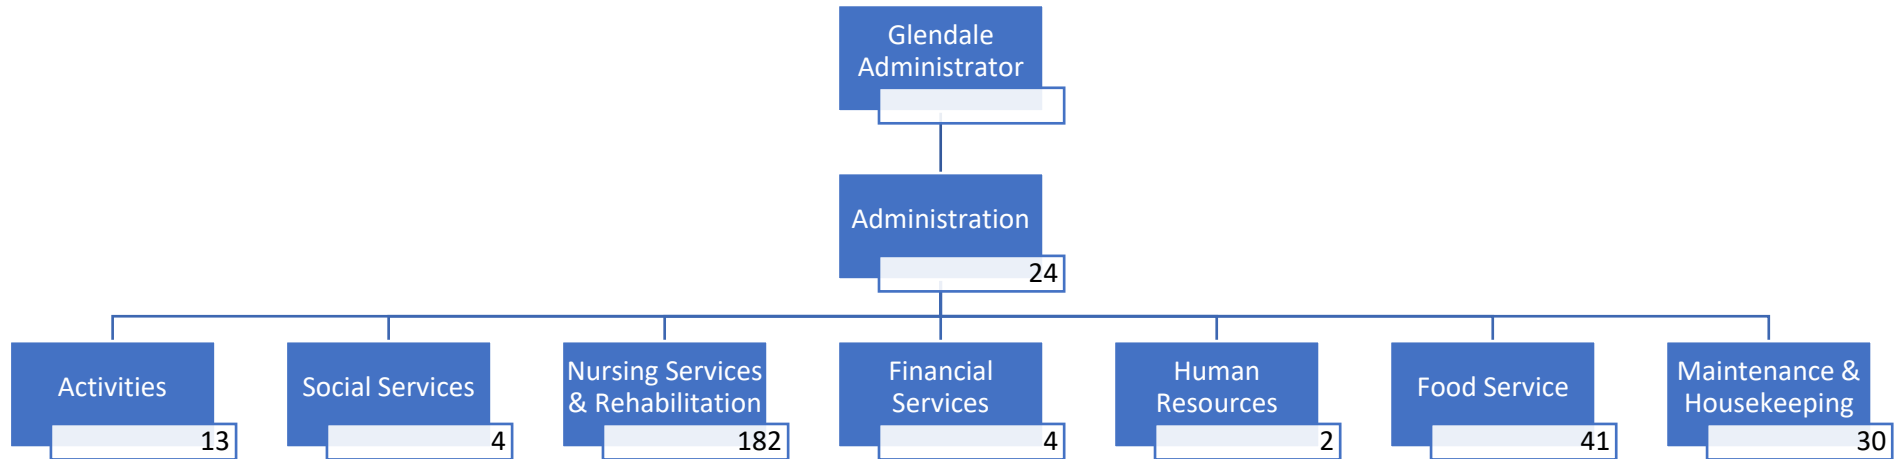 Glendale
Administrator
Administration
24
Activities
13
Social Services
4
Nursing Services
& Rehabilitation
182
Financial
Services
4
Human
Resources
2
Food Service
41
Maintenance &
Housekeeping
30